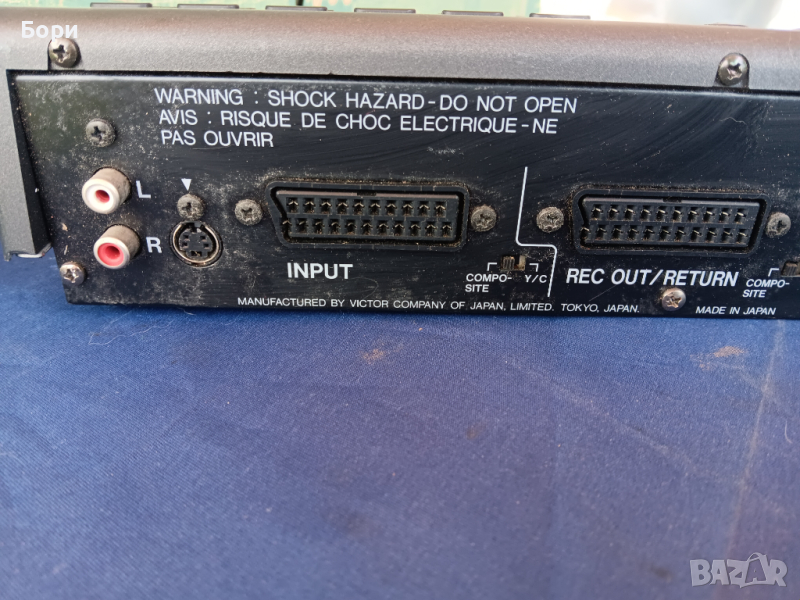 Бори
WARNING : SHOCK HAZARD - DO NOT OPEN
AVIS : RISQUE DE CHOC ELECTRIQUE - NE
PAS OUVRIR
L
R
INPUT
COMPO-
SITE
Y/C
REC OUT/RETURN
COMPO-
SITE
MANUFACTURED BY VICTOR COMPANY OF JAPAN, LIMITED. TOKYO, JAPAN.
MADE IN JAPAN
BAZAR